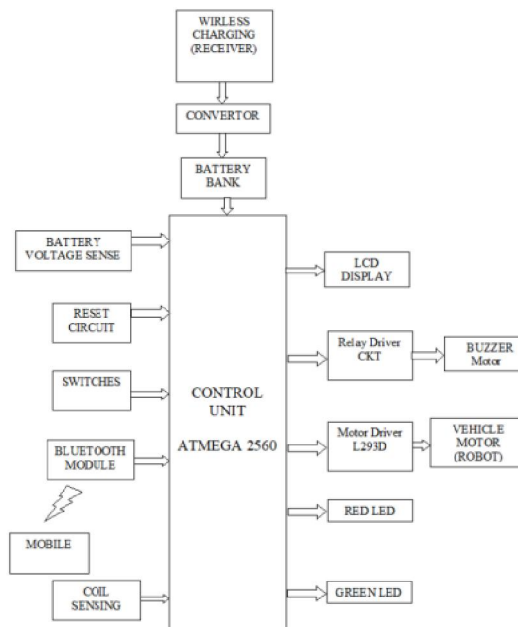 WIRLESS
CHARGING
(RECEIVER)
CONVERTOR
BATTERY
BANK
BATTERY
VOLTAGE SENSE
RESET
CIRCUIT
SWITCHES
BLUETOOTH
MODULE
MOBILE
COIL
SENSING
CONTROL
UNIT
ATMEGA 2560
LCD
DISPLAY
Relay Driver
CKT
BUZZER
Motor
Motor Driver
L293D
VEHICLE
MOTOR
(ROBOT)
RED LED
GREEN LED